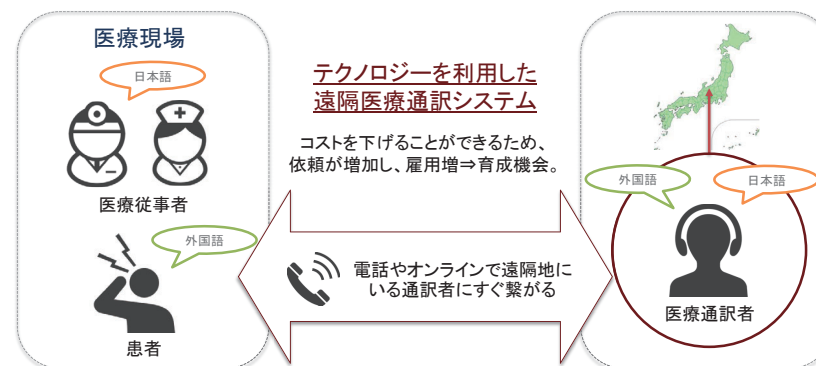 医療現場
日本語
医療従事者
外国語
患者
テクノロジーを利用した
遠隔医療通訳システム
コストを下げることができるため、
依頼が増加し、雇用増⇒育成機会。
電話やオンラインで遠隔地に
いる通訳者にすぐ繋がる
外国語
日本語
医療通訳者